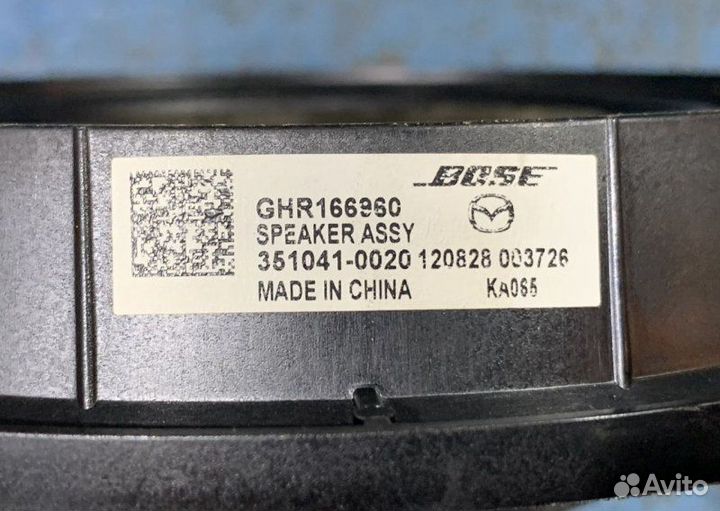 BOSE
GHR166960
SPEAKER ASSY
351041-0020 120828 003726
MADE IN CHINA KA065
Avito